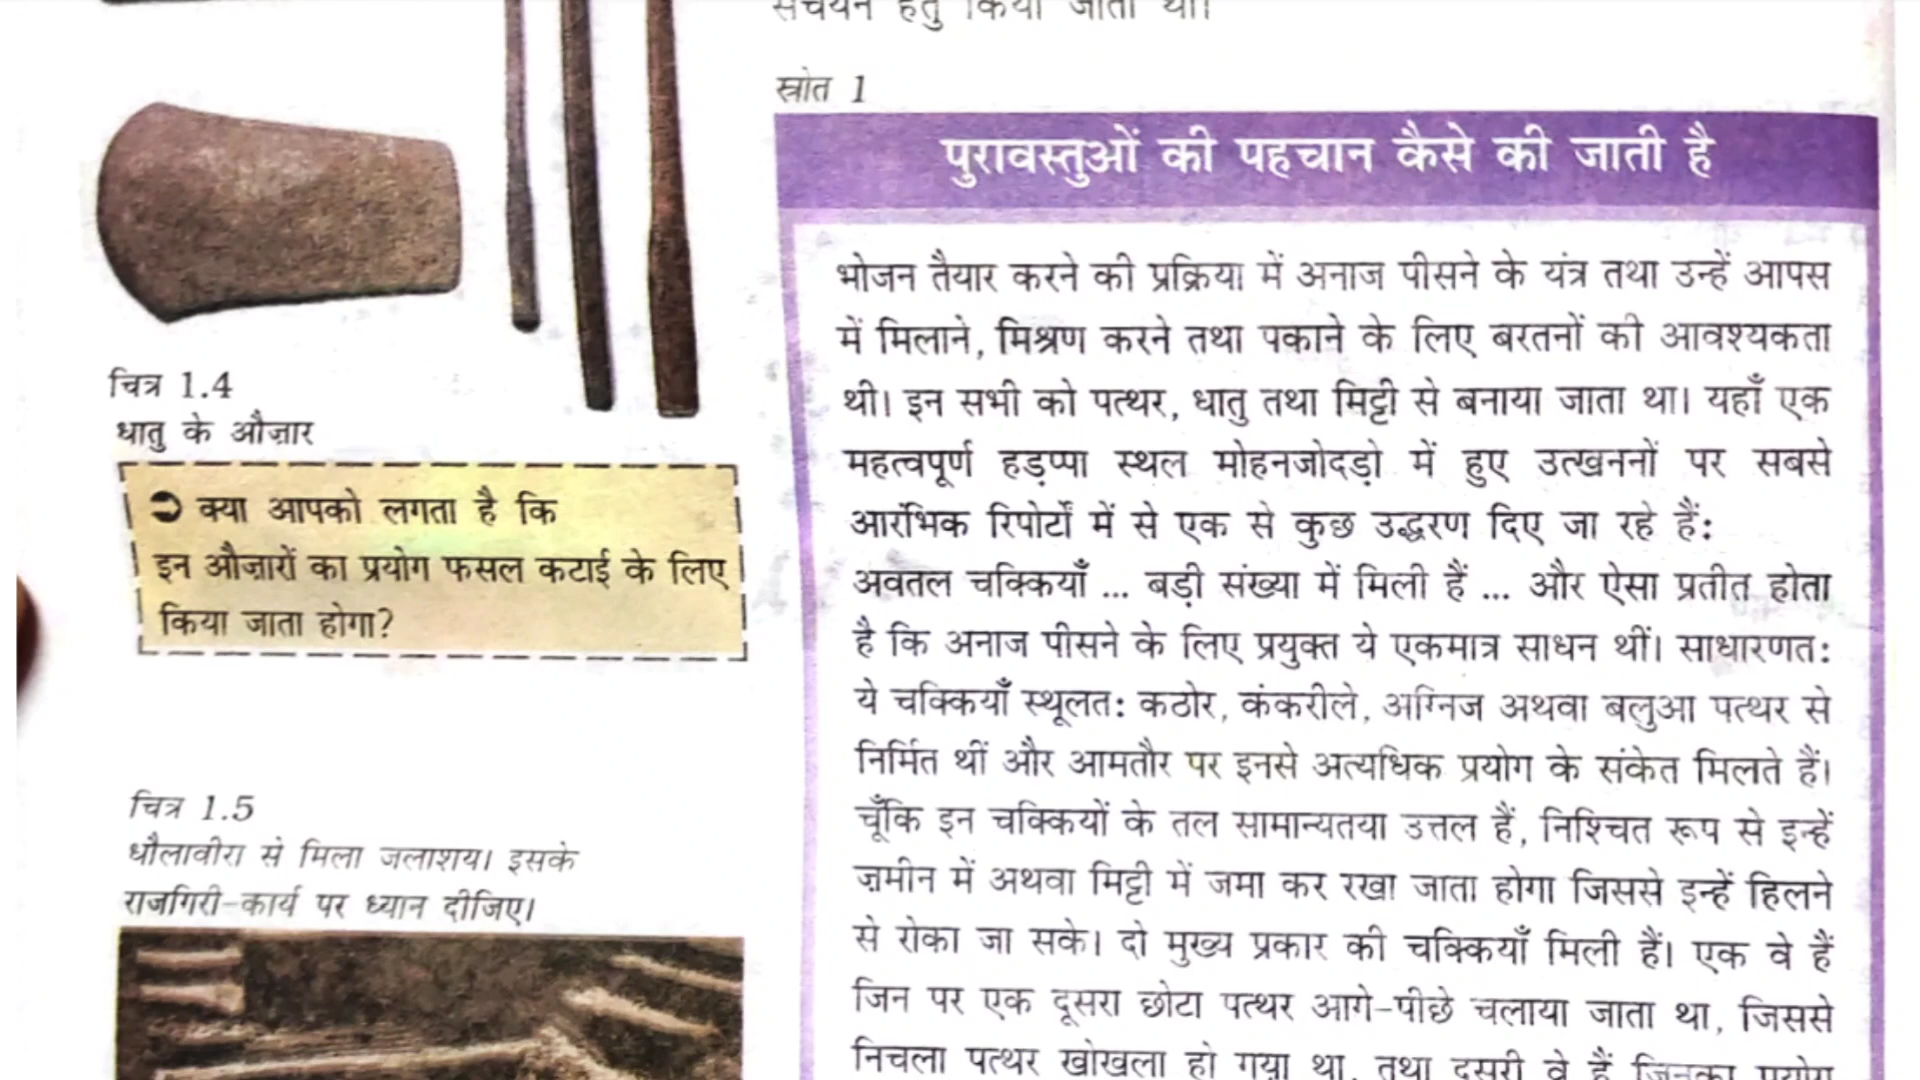 संचयन हेतु किया जाता था।
स्रोत 1
पुरावस्तुओं की पहचान कैसे की जाती है
भोजन तैयार करने की प्रक्रिया में अनाज पीसने के यंत्र तथा उन्हें आपस
में मिलाने, मिश्रण करने तथा पकाने के लिए बरतनों की आवश्यकता
थी। इन सभी को पत्थर, धातु तथा मिट्टी से बनाया जाता था। यहाँ एक
महत्वपूर्ण हड़प्पा स्थल मोहनजोदड़ो में हुए उत्खननों पर सबसे
आरंभिक रिपोर्टों में से एक से कुछ उद्धरण दिए जा रहे हैं:
अवतल चक्कियाँ ... बड़ी संख्या में मिली हैं ... और ऐसा प्रतीत होता
है कि अनाज पीसने के लिए प्रयुक्त ये एकमात्र साधन थीं। साधारणत:
ये चक्कियाँ स्थूलत: कठोर, कंकरीले, अग्निज अथवा बलुआ पत्थर से
निर्मित थीं और आमतौर पर इनसे अत्यधिक प्रयोग के संकेत मिलते हैं।
चूँकि इन चक्कियों के तल सामान्यतया उत्तल हैं, निश्चित रूप से इन्हें
ज़मीन में अथवा मिट्टी में जमा कर रखा जाता होगा जिससे इन्हें हिलने
से रोका जा सके। दो मुख्य प्रकार की चक्कियाँ मिली हैं। एक वे हैं
जिन पर एक दूसरा छोटा पत्थर आगे-पीछे चलाया जाता था, जिससे
निचला पत्थर खोखला हो गया था, तथा दूसरी वे हैं जिनका प्रयोग
चित्र 1.4
धातु के औज़ार
क्या आपको लगता है कि
इन औज़ारों का प्रयोग फसल कटाई के लिए
किया जाता होगा?
चित्र 1.5
धौलावीरा से मिला जलाशय। इसके
राजगिरी-कार्य पर ध्यान दीजिए।